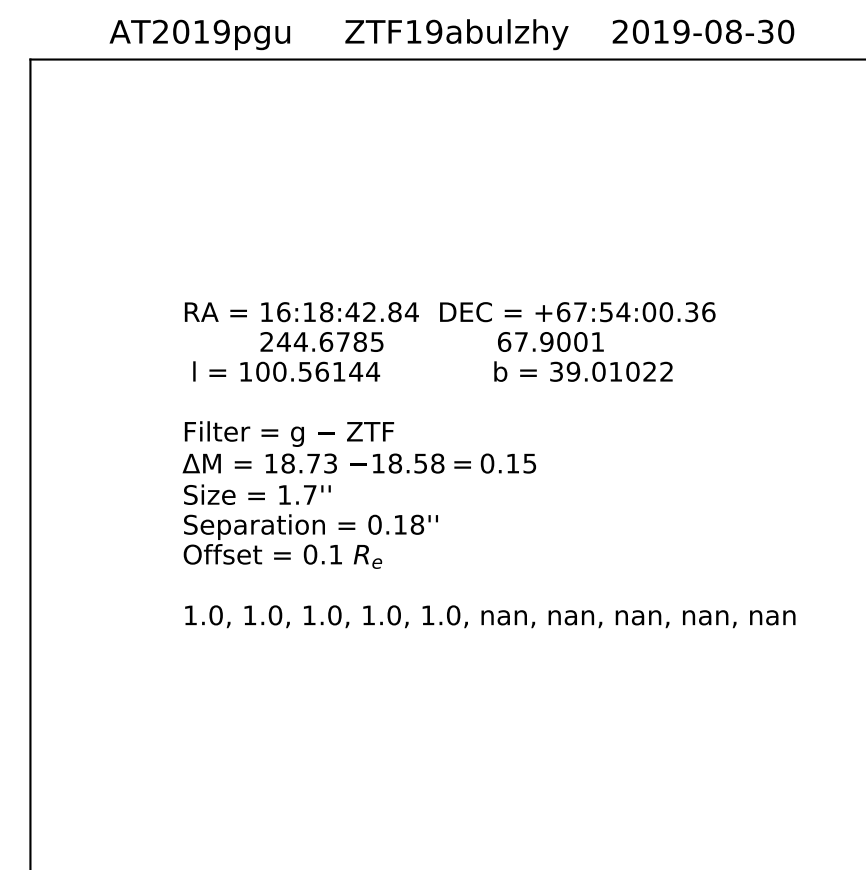 AT2019pgu ZTF19abulzhy 2019-08-30
RA = 16:18:42.84 DEC = +67:54:00.36
244.6785 67.9001
l = 100.56144 b = 39.01022
Filter = g − ZTF
ΔM = 18.73 −18.58 = 0.15
Size = 1.7''
Separation = 0.18''
Offset = 0.1 Rₑ
1.0, 1.0, 1.0, 1.0, 1.0, nan, nan, nan, nan, nan